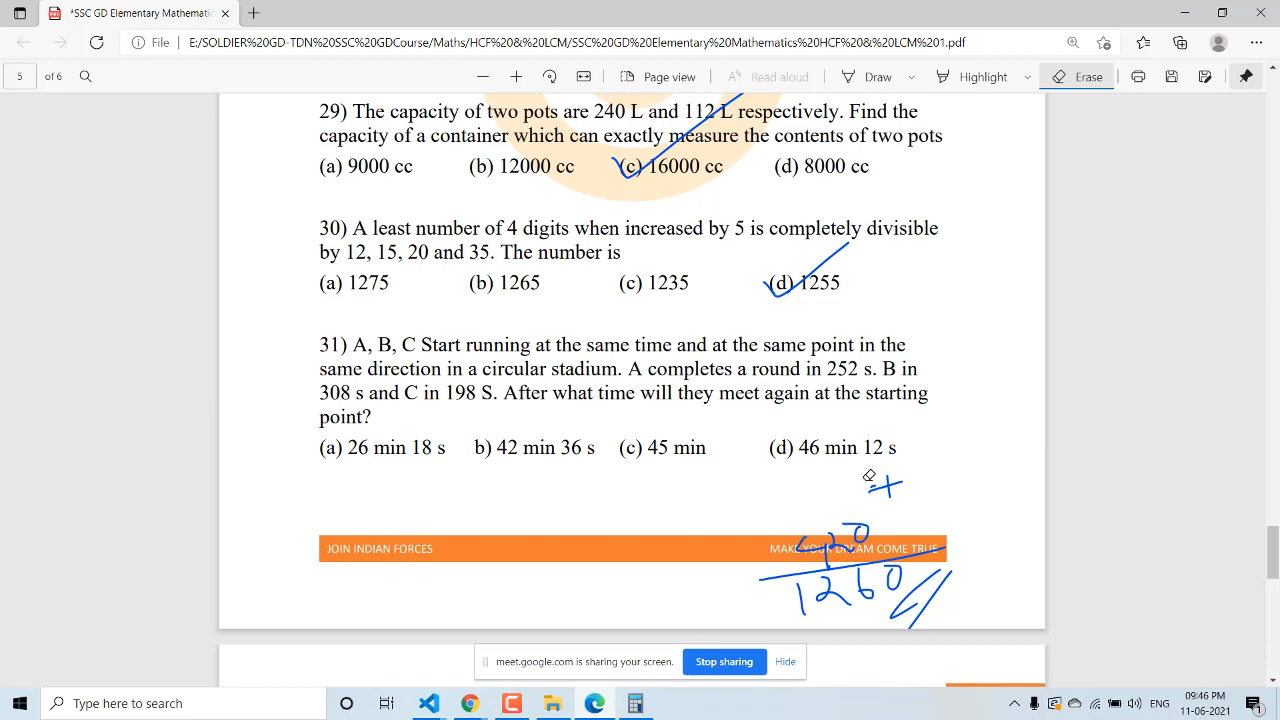 *SSC GD Elementary Mathematic
File
E:/SOLDIER%20GD-TDN%20SSC%20GDCourse/Maths/HCF%20&%20LCM/SSC%20GD%20Elementary%20Mathematics%20HCF%20&%20LCM%201.pdf
5 of 6
Page view
Read aloud
Draw
Highlight
Erase
29) The capacity of two pots are 240 L and 112 L respectively. Find the
capacity of a container which can exactly measure the contents of two pots
(a) 9000 cc (b) 12000 cc (c) 16000 cc (d) 8000 cc
30) A least number of 4 digits when increased by 5 is completely divisible
by 12, 15, 20 and 35. The number is
(a) 1275 (b) 1265 (c) 1235 (d) 1255
31) A, B, C Start running at the same time and at the same point in the
same direction in a circular stadium. A completes a round in 252 s. B in
308 s and C in 198 S. After what time will they meet again at the starting
point?
(a) 26 min 18 s b) 42 min 36 s (c) 45 min (d) 46 min 12 s
+
20
JOIN INDIAN FORCES MAKE YOUR DREAM COME TRUE
1260
meet.google.com is sharing your screen. Stop sharing Hide
Type here to search
ENG
09:46 PM
11-06-2021
1